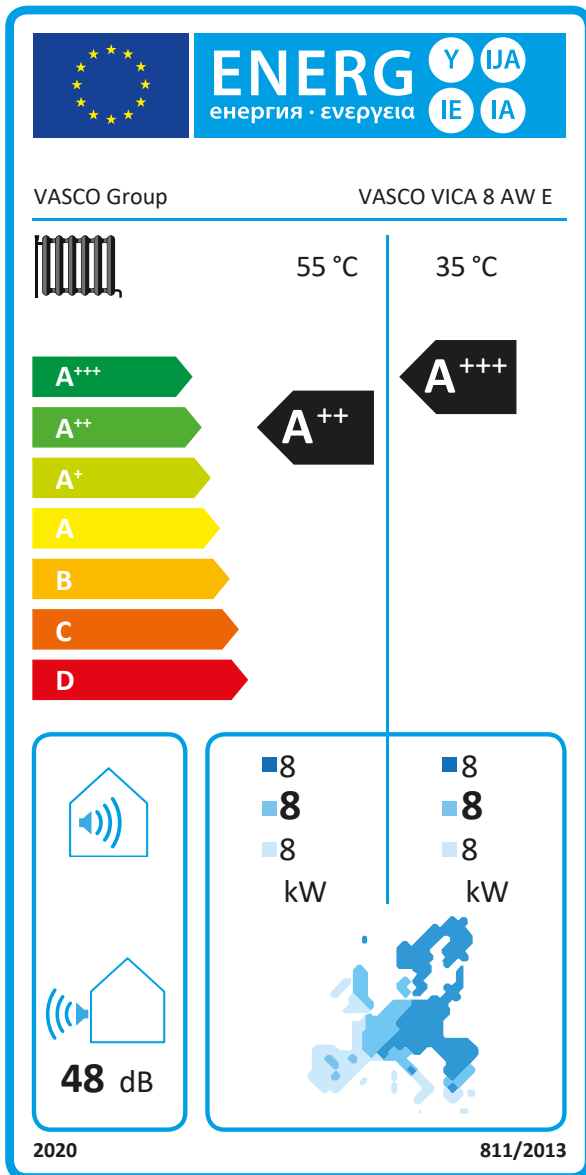 ENERG Y IJA
енергия · ενεργεια IE IA
VASCO Group VASCO VICA 8 AW E
55 °C 35 °C
A+++
A++
A+
A
B
C
D
A++
A+++
8 8
8 8
8 8
kW kW
48 dB
2020 811/2013